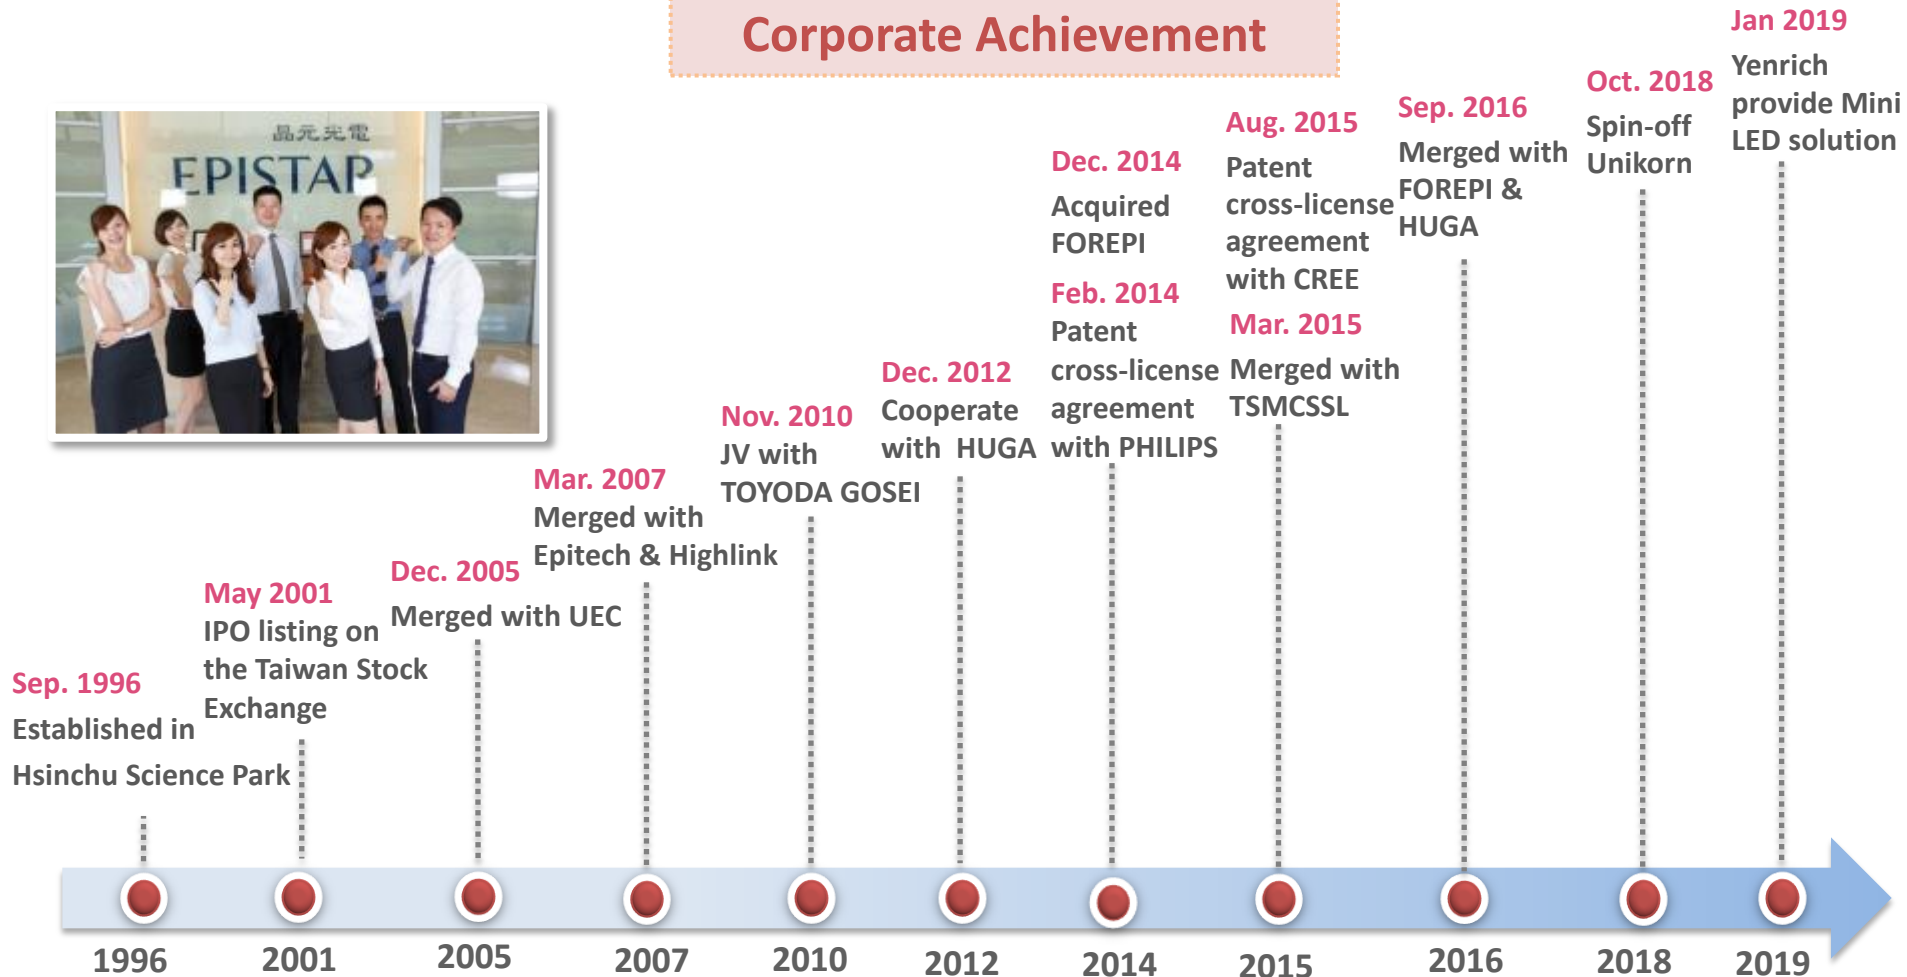 Corporate Achievement
晶元光電
EPISTAR
Sep. 1996
Established in
Hsinchu Science Park
May 2001
IPO listing on
the Taiwan Stock
Exchange
Dec. 2005
Merged with UEC
Mar. 2007
Merged with
Epitech & Highlink
Nov. 2010
JV with
TOYODA GOSEI
Dec. 2012
Cooperate
with HUGA
Dec. 2014
Acquired
FOREPI
Feb. 2014
Patent
cross-license
agreement
with PHILIPS
Aug. 2015
Patent
cross-license
agreement
with CREE
Mar. 2015
Merged with
TSMCSSL
Sep. 2016
Merged with
FOREPI &
HUGA
Oct. 2018
Spin-off
Unikorn
Jan 2019
Yenrich
provide Mini
LED solution
1996
2001
2005
2007
2010
2012
2014
2015
2016
2018
2019